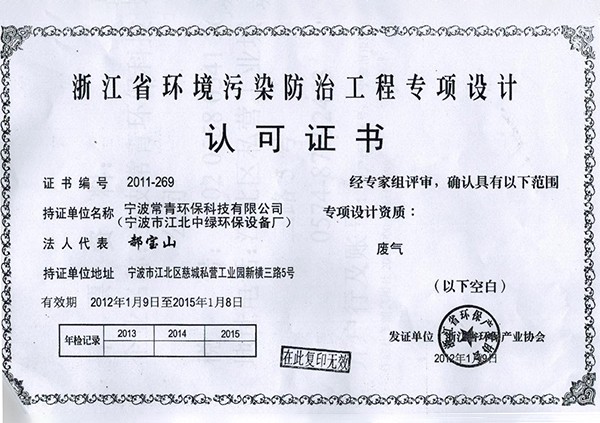 浙江省环境污染防治工程专项设计
认可证书
证书编号 2011-269
持证单位名称 宁波常青环保科技有限公司
（宁波市江北中绿环保设备厂）
法人代表 郝宝山
持证单位地址 宁波市江北区慈城私营工业园新横三路5号
有效期 2012年1月9日至2015年1月8日
年检记录 2013 2014 2015
在此复印无效
经专家组评审，确认具有以下范围
专项设计资质：
废气
（以下空白）
发证单位 浙江省环保产业协会
2012年1月9日